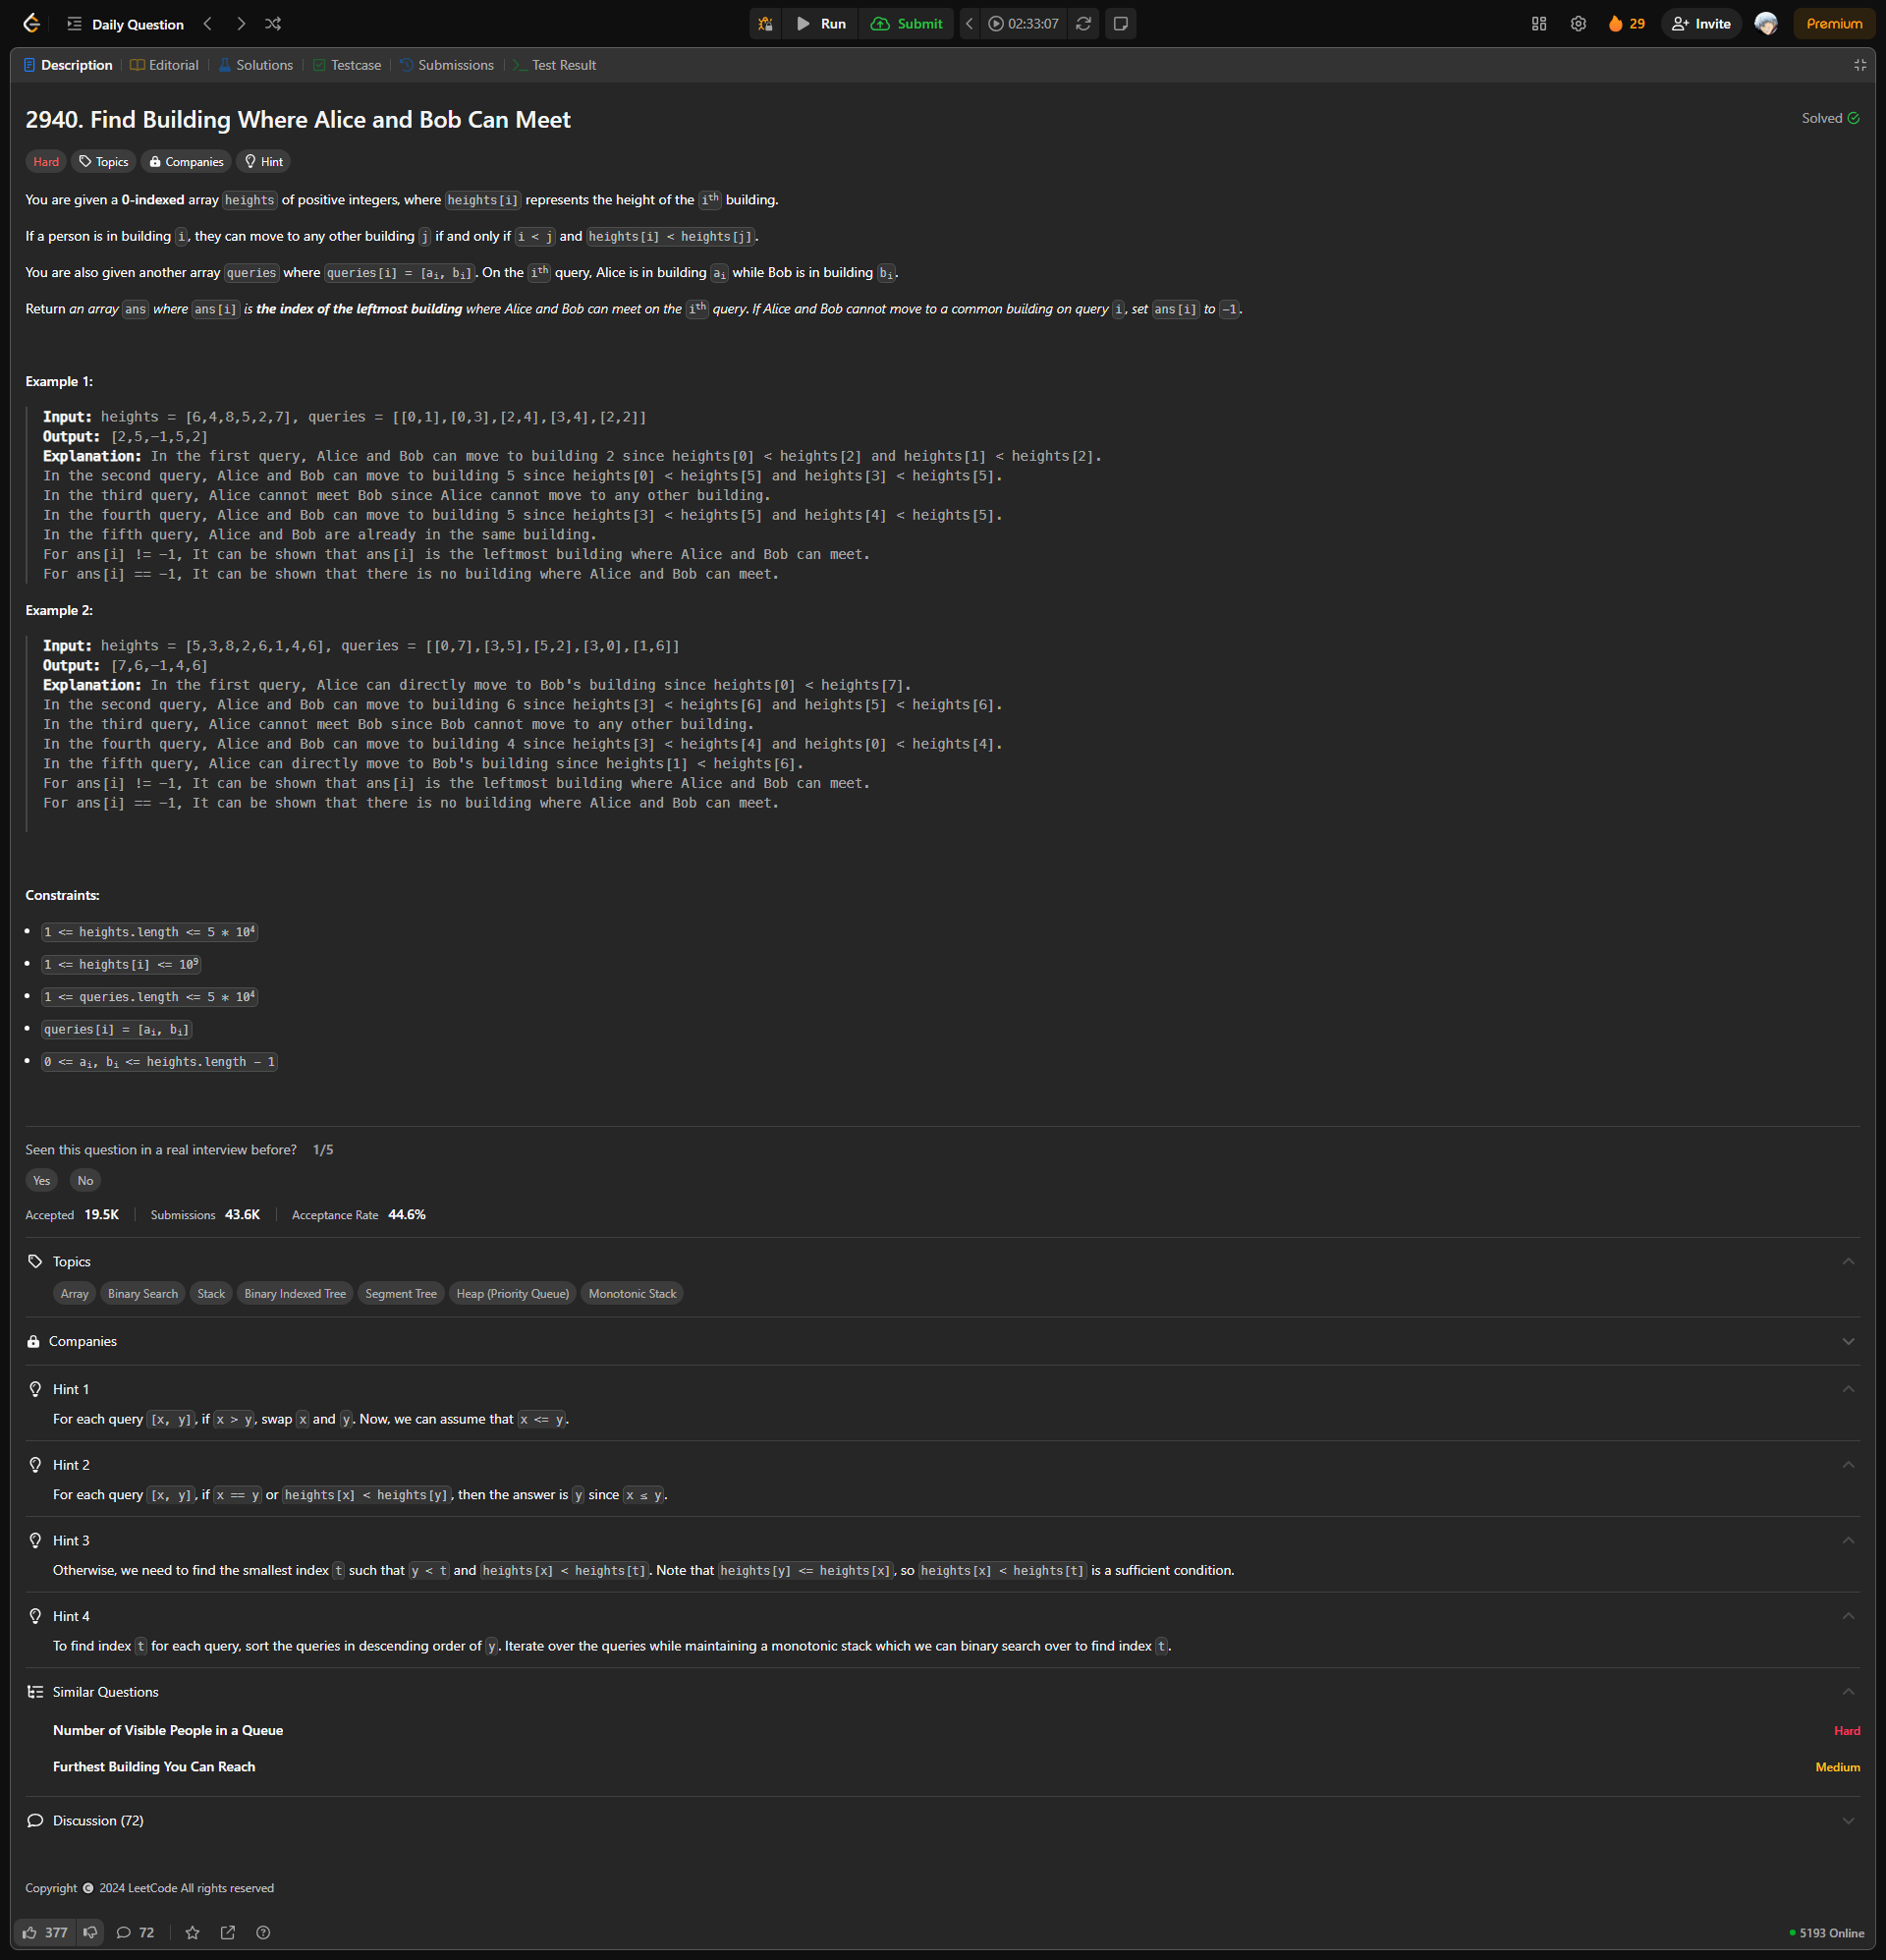 Daily Question
Run
Submit
02:33:07
29
Invite
Premium
Description
Editorial
Solutions
Testcase
Submissions
Test Result
2940. Find Building Where Alice and Bob Can Meet
Solved
Hard
Topics
Companies
Hint
You are given a 0-indexed array heights of positive integers, where heights[i] represents the height of the iᵗʰ building.
If a person is in building i, they can move to any other building j if and only if i < j and heights[i] < heights[j].
You are also given another array queries where queries[i] = [aᵢ, bᵢ]. On the iᵗʰ query, Alice is in building aᵢ while Bob is in building bᵢ.
Return an array ans where ans[i] is the index of the leftmost building where Alice and Bob can meet on the iᵗʰ query. If Alice and Bob cannot move to a common building on query i, set ans[i] to -1.
Example 1:
Input: heights = [6,4,8,5,2,7], queries = [[0,1],[0,3],[2,4],[3,4],[2,2]]
Output: [2,5,-1,5,2]
Explanation: In the first query, Alice and Bob can move to building 2 since heights[0] < heights[2] and heights[1] < heights[2].
In the second query, Alice and Bob can move to building 5 since heights[0] < heights[5] and heights[3] < heights[5].
In the third query, Alice cannot meet Bob since Alice cannot move to any other building.
In the fourth query, Alice and Bob can move to building 5 since heights[3] < heights[5] and heights[4] < heights[5].
In the fifth query, Alice and Bob are already in the same building.
For ans[i] != -1, It can be shown that ans[i] is the leftmost building where Alice and Bob can meet.
For ans[i] == -1, It can be shown that there is no building where Alice and Bob can meet.
Example 2:
Input: heights = [5,3,8,2,6,1,4,6], queries = [[0,7],[3,5],[5,2],[3,0],[1,6]]
Output: [7,6,-1,4,6]
Explanation: In the first query, Alice can directly move to Bob's building since heights[0] < heights[7].
In the second query, Alice and Bob can move to building 6 since heights[3] < heights[6] and heights[5] < heights[6].
In the third query, Alice cannot meet Bob since Bob cannot move to any other building.
In the fourth query, Alice and Bob can move to building 4 since heights[3] < heights[4] and heights[0] < heights[4].
In the fifth query, Alice can directly move to Bob's building since heights[1] < heights[6].
For ans[i] != -1, It can be shown that ans[i] is the leftmost building where Alice and Bob can meet.
For ans[i] == -1, It can be shown that there is no building where Alice and Bob can meet.
Constraints:
1 <= heights.length <= 5 * 10⁴
1 <= heights[i] <= 10⁹
1 <= queries.length <= 5 * 10⁴
queries[i] = [aᵢ, bᵢ]
0 <= aᵢ, bᵢ <= heights.length - 1
Seen this question in a real interview before? 1/5
Yes No
Accepted 19.5K Submissions 43.6K Acceptance Rate 44.6%
Topics
Array Binary Search Stack Binary Indexed Tree Segment Tree Heap (Priority Queue) Monotonic Stack
Companies
Hint 1
For each query [x, y], if x > y, swap x and y. Now, we can assume that x <= y.
Hint 2
For each query [x, y], if x == y or heights[x] < heights[y], then the answer is y since x ≤ y.
Hint 3
Otherwise, we need to find the smallest index t such that y < t and heights[x] < heights[t]. Note that heights[y] <= heights[x], so heights[x] < heights[t] is a sufficient condition.
Hint 4
To find index t for each query, sort the queries in descending order of y. Iterate over the queries while maintaining a monotonic stack which we can binary search over to find index t.
Similar Questions
Number of Visible People in a Queue Hard
Furthest Building You Can Reach Medium
Discussion (72)
Copyright © 2024 LeetCode All rights reserved
377
72
5193 Online